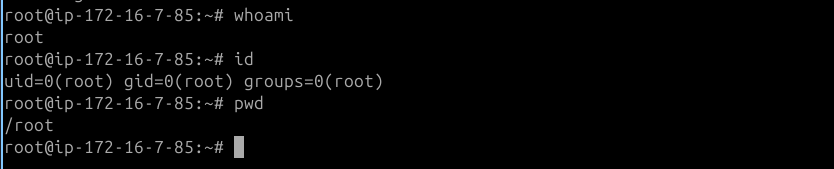 root@ip-172-16-7-85:~# whoami
root
root@ip-172-16-7-85:~# id
uid=0(root) gid=0(root) groups=0(root)
root@ip-172-16-7-85:~# pwd
/root
root@ip-172-16-7-85:~#